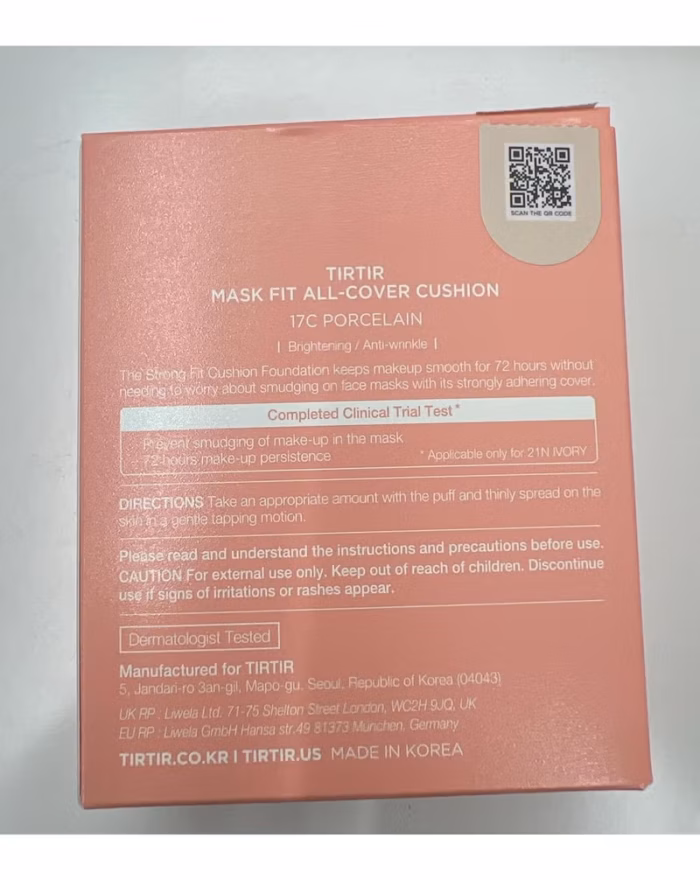 SCAN THE QR CODE
TIRTIR
MASK FIT ALL-COVER CUSHION
17C PORCELAIN
| Brightening / Anti-wrinkle |
The Strong Fit Cushion Foundation keeps makeup smooth for 72 hours without
needing to worry about smudging on face masks with its strongly adhering cover.
Completed Clinical Trial Test*
Prevent smudging of make-up in the mask
72 hours make-up persistence * Applicable only for 21N IVORY
DIRECTIONS Take an appropriate amount with the puff and thinly spread on the
skin in a gentle tapping motion.
Please read and understand the instructions and precautions before use.
CAUTION For external use only. Keep out of reach of children. Discontinue
use if signs of irritations or rashes appear.
Dermatologist Tested
Manufactured for TIRTIR
5, Jandari-ro 3an-gil, Mapo-gu, Seoul, Republic of Korea (04043)
UK RP : Liwela Ltd. 71-75 Shelton Street London, WC2H 9JQ, UK
EU RP : Liwela GmbH Hansa str.49 81373 Munchen, Germany
TIRTIR.CO.KR | TIRTIR.US MADE IN KOREA